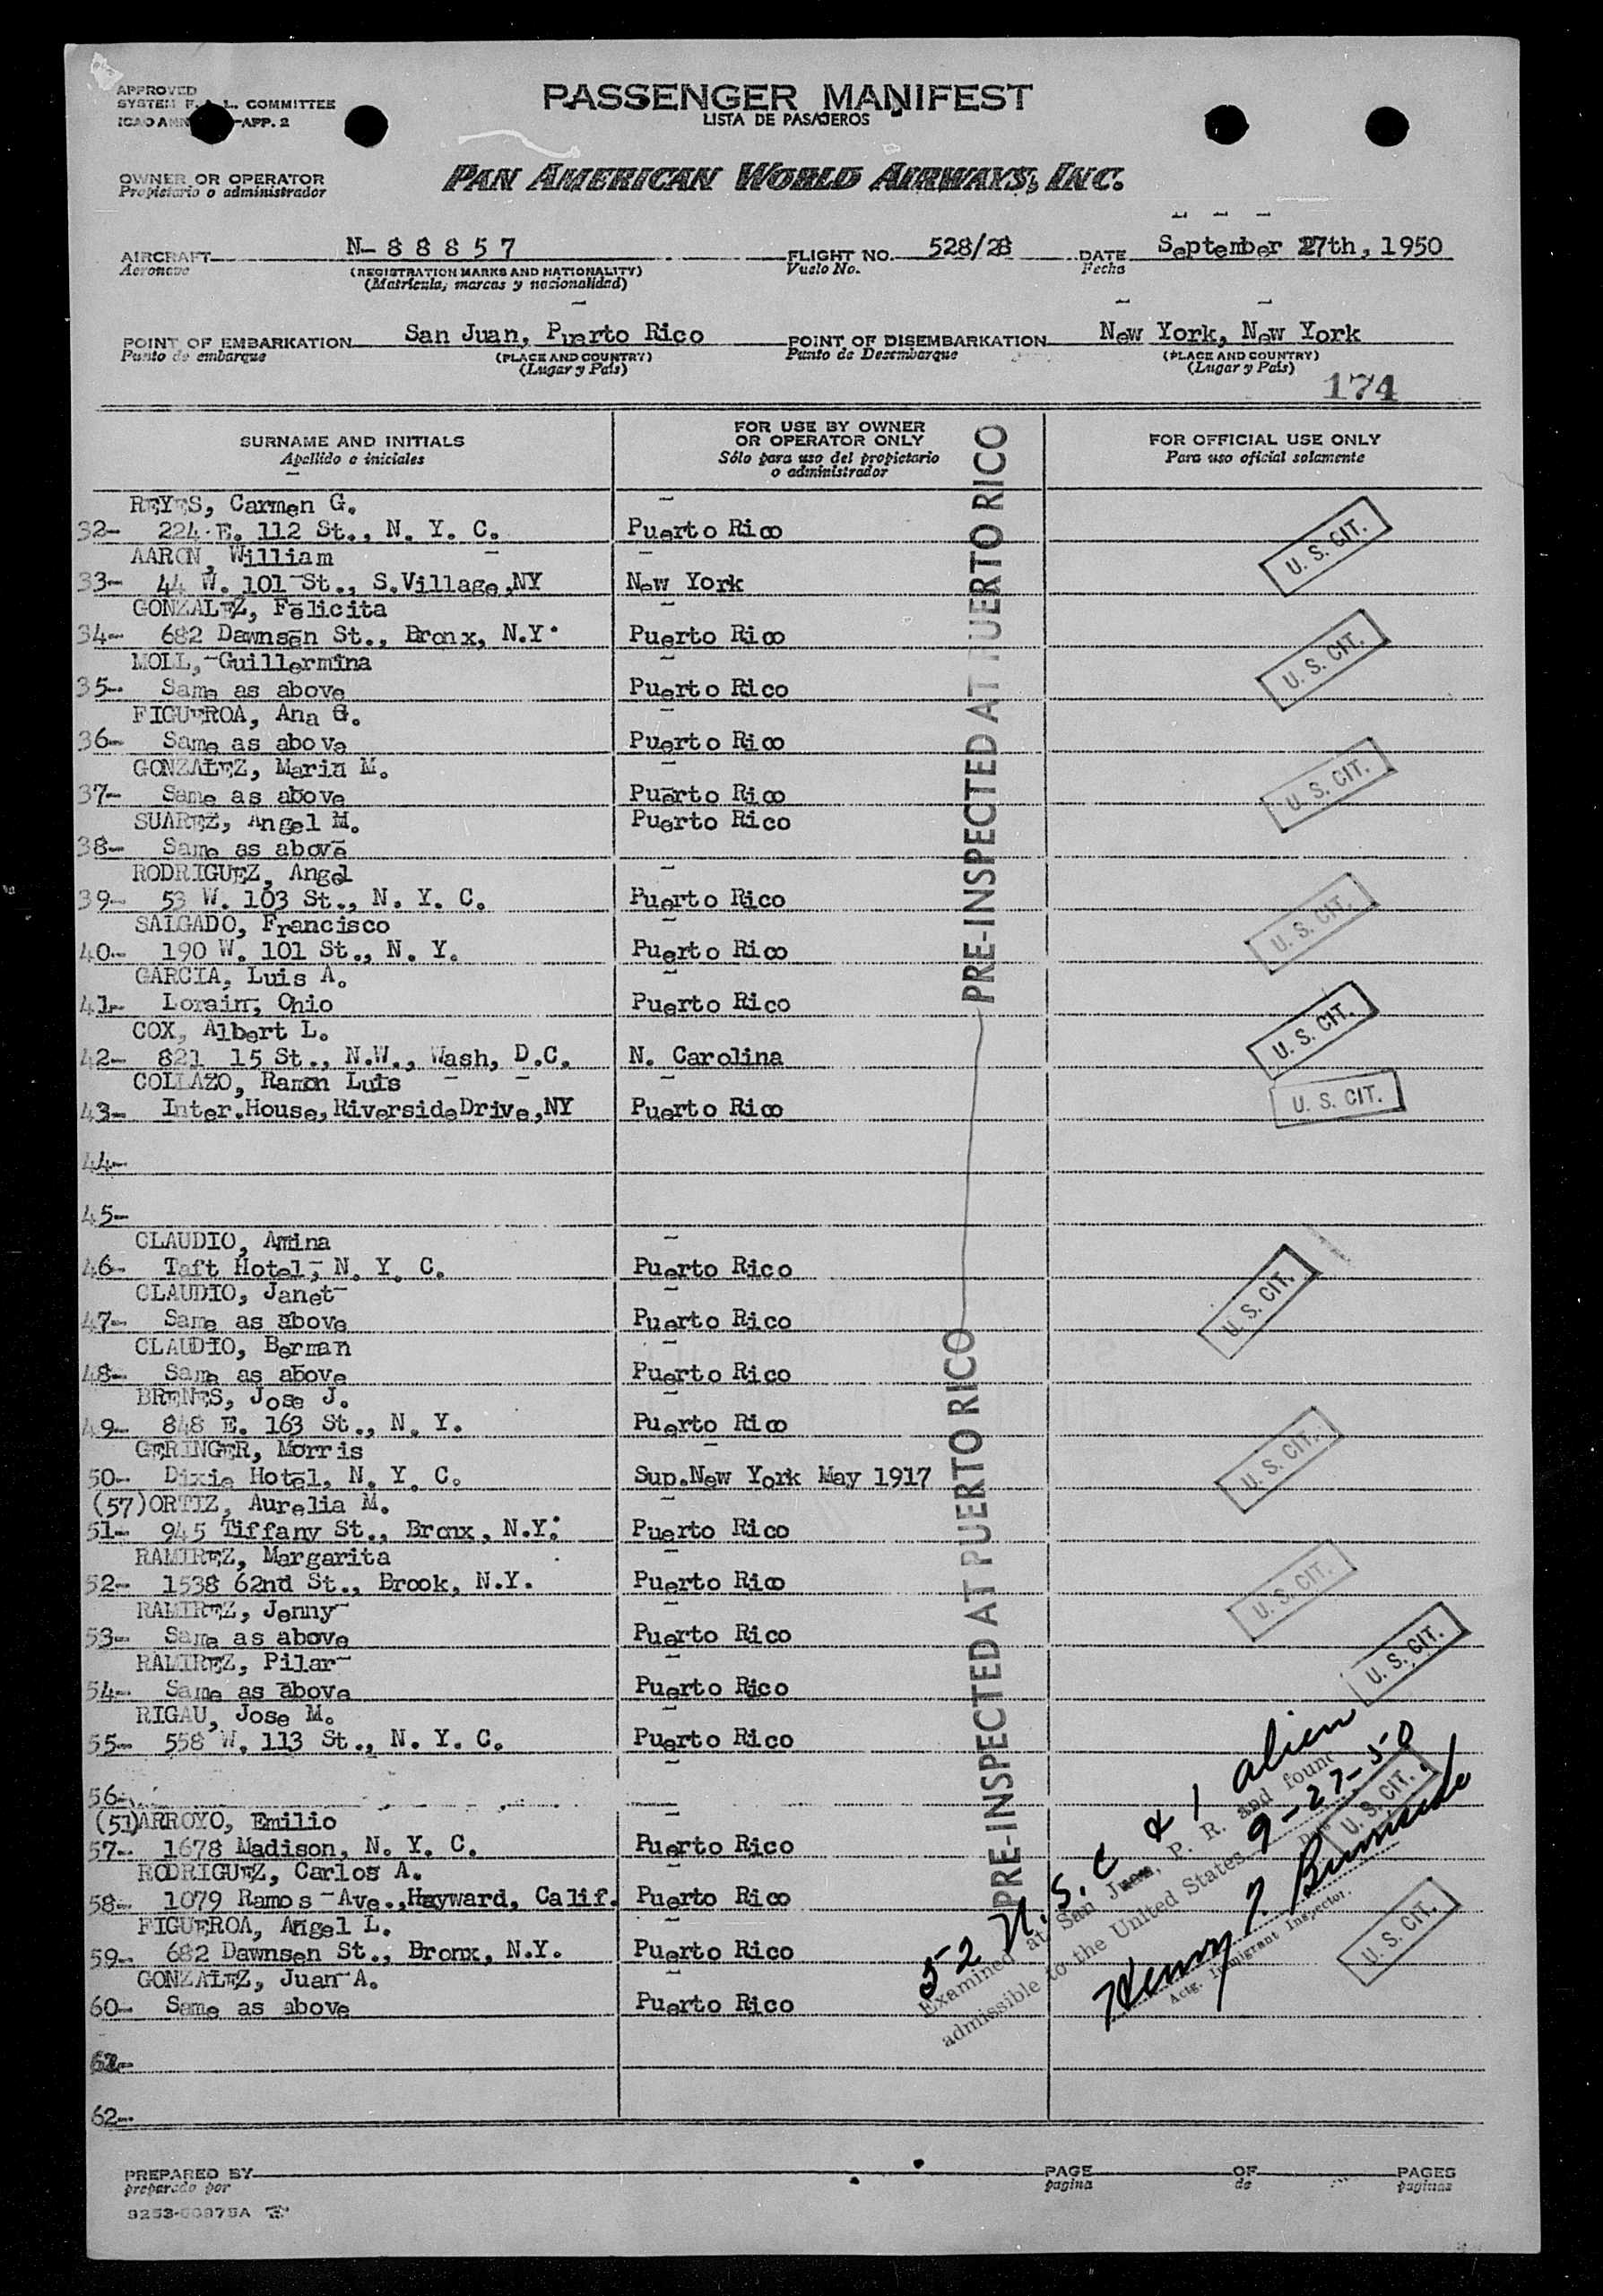 APPROVED
SYSTEM F. L. COMMITTEE
ICAO ANN -APP. 2
PASSENGER MANIFEST
LISTA DE PASAJEROS
OWNER OR OPERATOR
Propietario o administrador
PAN AMERICAN WORLD AIRWAYS, INC.
AIRCRAFT N-88857 FLIGHT NO. 528/28 DATE September 27th, 1950
Aeronave (REGISTRATION MARKS AND NATIONALITY) Vuelo No. Fecha
(Matrícula, marcas y nacionalidad)
POINT OF EMBARKATION San Juan, Puerto Rico POINT OF DISEMBARKATION New York, New York
Punto de embarque (PLACE AND COUNTRY) Punto de Desembarque (PLACE AND COUNTRY)
(Lugar y País) (Lugar y País)
174
SURNAME AND INITIALS FOR USE BY OWNER OR OPERATOR ONLY FOR OFFICIAL USE ONLY
Apellido e iniciales Sólo para uso del propietario o administrador Para uso oficial solamente
REYES, Carmen G.
32- 224 E. 112 St., N. Y. C. Puerto Rico
U. S. CIT.
AARON, William
33- 44 W. 101 St., S.Village,NY New York
GONZALEZ, Felicita
34- 682 Dawnsen St., Bronx, N.Y. Puerto Rico
U. S. CIT.
MOLL, Guillermina
35- Same as above Puerto Rico
FIGUEROA, Ana G.
36- Same as above Puerto Rico
GONZALEZ, Maria M.
37- Same as above Puerto Rico
U. S. CIT.
SUAREZ, Angel M. Puerto Rico
38- Same as above
RODRIGUEZ, Angel
39- 53 W. 103 St., N. Y. C. Puerto Rico
U. S. CIT.
SALGADO, Francisco
40- 190 W. 101 St., N. Y. Puerto Rico
GARCIA, Luis A.
41- Lorain, Ohio Puerto Rico
U. S. CIT.
COX, Albert L.
42- 821 15 St., N.W., Wash, D.C. N. Carolina
COLLAZO, Ramon Luis
43- Inter.House,RiversideDrive,NY Puerto Rico
U. S. CIT.
PRE-INSPECTED AT PUERTO RICO
44-
45-
CLAUDIO, Amina
46- Taft Hotel, N. Y. C. Puerto Rico
U. S. CIT.
CLAUDIO, Janet
47- Same as above Puerto Rico
CLAUDIO, Berman
48- Same as above Puerto Rico
BRENES, Jose J.
49- 848 E. 163 St., N. Y. Puerto Rico
GERINGER, Morris
50- Dixie Hotel, N. Y. C. Sup.New York May 1917
U. S. CIT.
(57)ORTIZ, Aurelia M.
51- 945 Tiffany St., Bronx, N.Y. Puerto Rico
RAMIREZ, Margarita
52- 1538 62nd St., Brook, N.Y. Puerto Rico
U. S. CIT.
RAMIREZ, Jenny
53- Same as above Puerto Rico
U. S. CIT.
RAMIREZ, Pilar
54- Same as above Puerto Rico
RIGAU, Jose M.
55- 558 W. 113 St., N. Y. C. Puerto Rico
56-
U. S. CIT.
(51)ARROYO, Emilio
57- 1678 Madison, N. Y. C. Puerto Rico
RODRIGUEZ, Carlos A.
58- 1079 Ramos Ave.,Hayward, Calif. Puerto Rico
FIGUEROA, Angel L.
59- 682 Dawnsen St., Bronx, N.Y. Puerto Rico
U. S. CIT.
GONZALEZ, Juan A.
60- Same as above Puerto Rico
PRE-INSPECTED AT PUERTO RICO
52 U.S.C & 1 alien
Examined at San Juan, P. R. and found
admissible to the United States 9-27-50
Henry
Actg. Immigrant Inspector.
62-
PREPARED BY PAGE OF PAGES
preparado por pagina de paginas